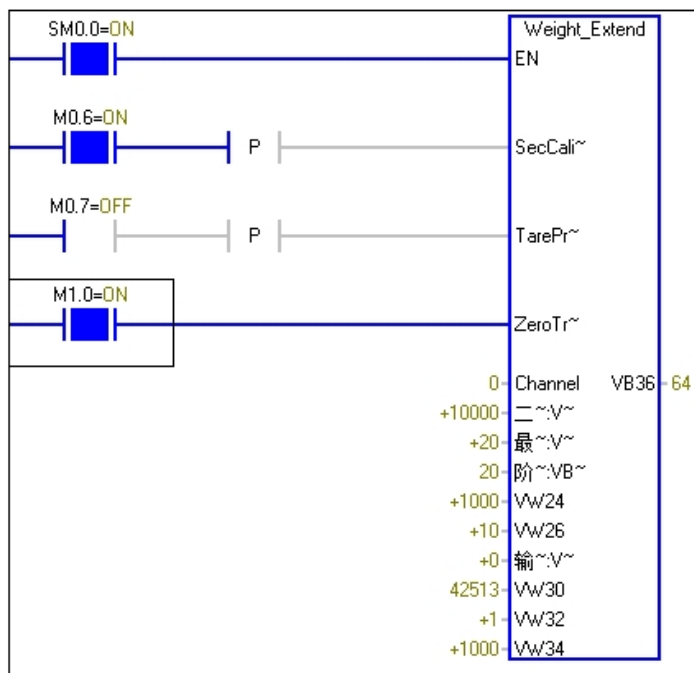 SM0.0=ON
Weight_Extend
EN
M0.6=ON
P
SecCali~
M0.7=OFF
P
TarePr~
M1.0=ON
ZeroTr~
0 Channel VB36 64
+10000 二~:V~
+20 最~:V~
20 阶~:VB~
+1000 VW24
+10 VW26
+0 输~:V~
42513 VW30
+1 VW32
+1000 VW34